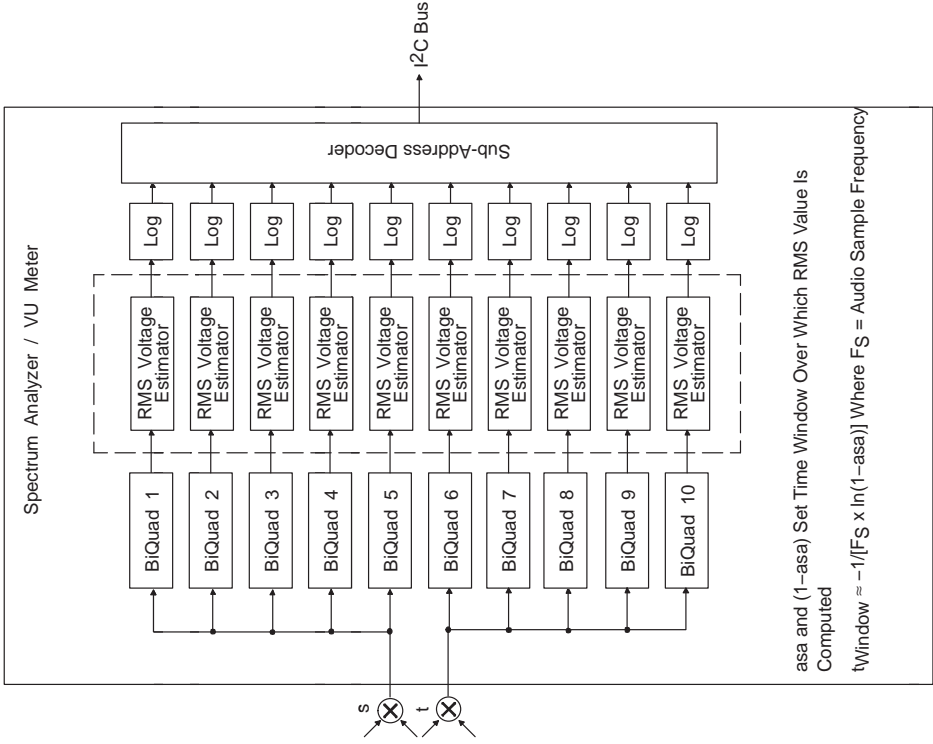 Spectrum Analyzer / VU Meter
s
t
BiQuad 1
BiQuad 2
BiQuad 3
BiQuad 4
BiQuad 5
BiQuad 6
BiQuad 7
BiQuad 8
BiQuad 9
BiQuad 10
RMS Voltage
Estimator
RMS Voltage
Estimator
RMS Voltage
Estimator
RMS Voltage
Estimator
RMS Voltage
Estimator
RMS Voltage
Estimator
RMS Voltage
Estimator
RMS Voltage
Estimator
RMS Voltage
Estimator
RMS Voltage
Estimator
Log
Log
Log
Log
Log
Log
Log
Log
Log
Log
Sub-Address Decoder
I2C Bus
asa and (1–asa) Set Time Window Over Which RMS Value Is
Computed
tWindow ≈ –1/[FS x ln(1–asa)] Where FS = Audio Sample Frequency